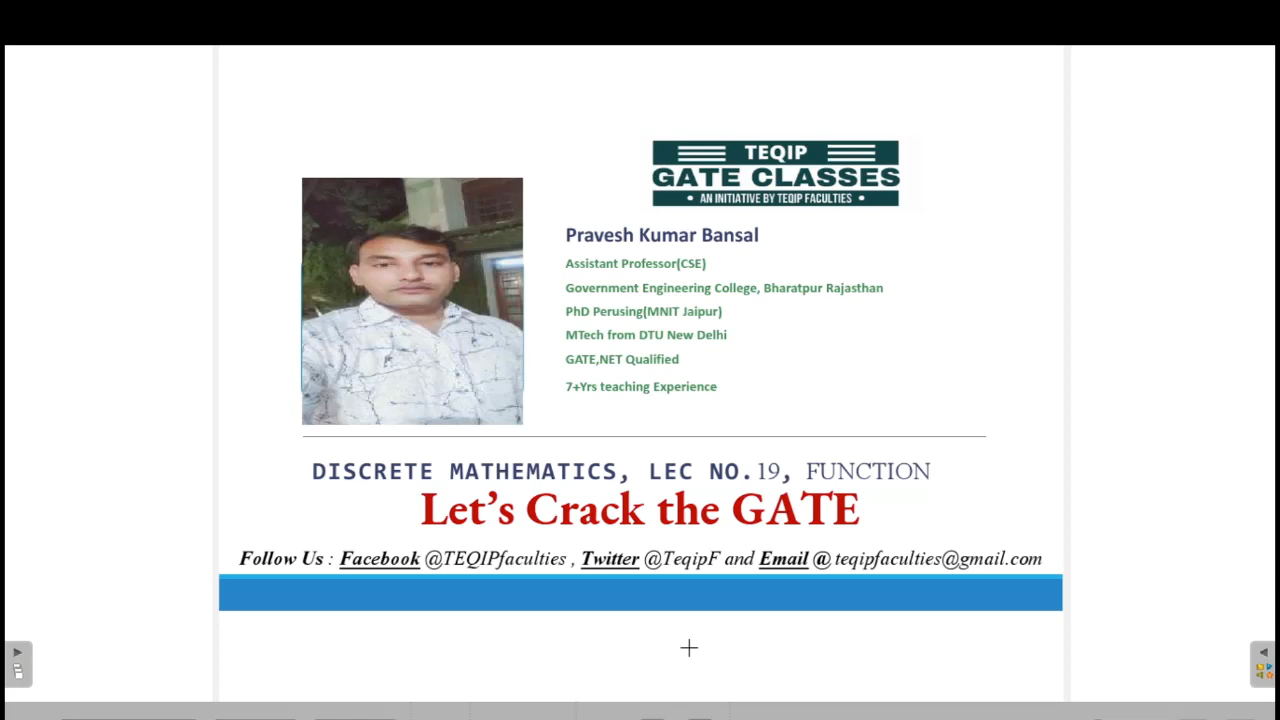 TEQIP
GATE CLASSES
• AN INITIATIVE BY TEQIP FACULTIES •
Pravesh Kumar Bansal
Assistant Professor(CSE)
Government Engineering College, Bharatpur Rajasthan
PhD Perusing(MNIT Jaipur)
MTech from DTU New Delhi
GATE,NET Qualified
7+Yrs teaching Experience
DISCRETE MATHEMATICS, LEC NO.19, FUNCTION
Let’s Crack the GATE
Follow Us : Facebook @TEQIPfaculties , Twitter @TeqipF and Email @ teqipfaculties@gmail.com